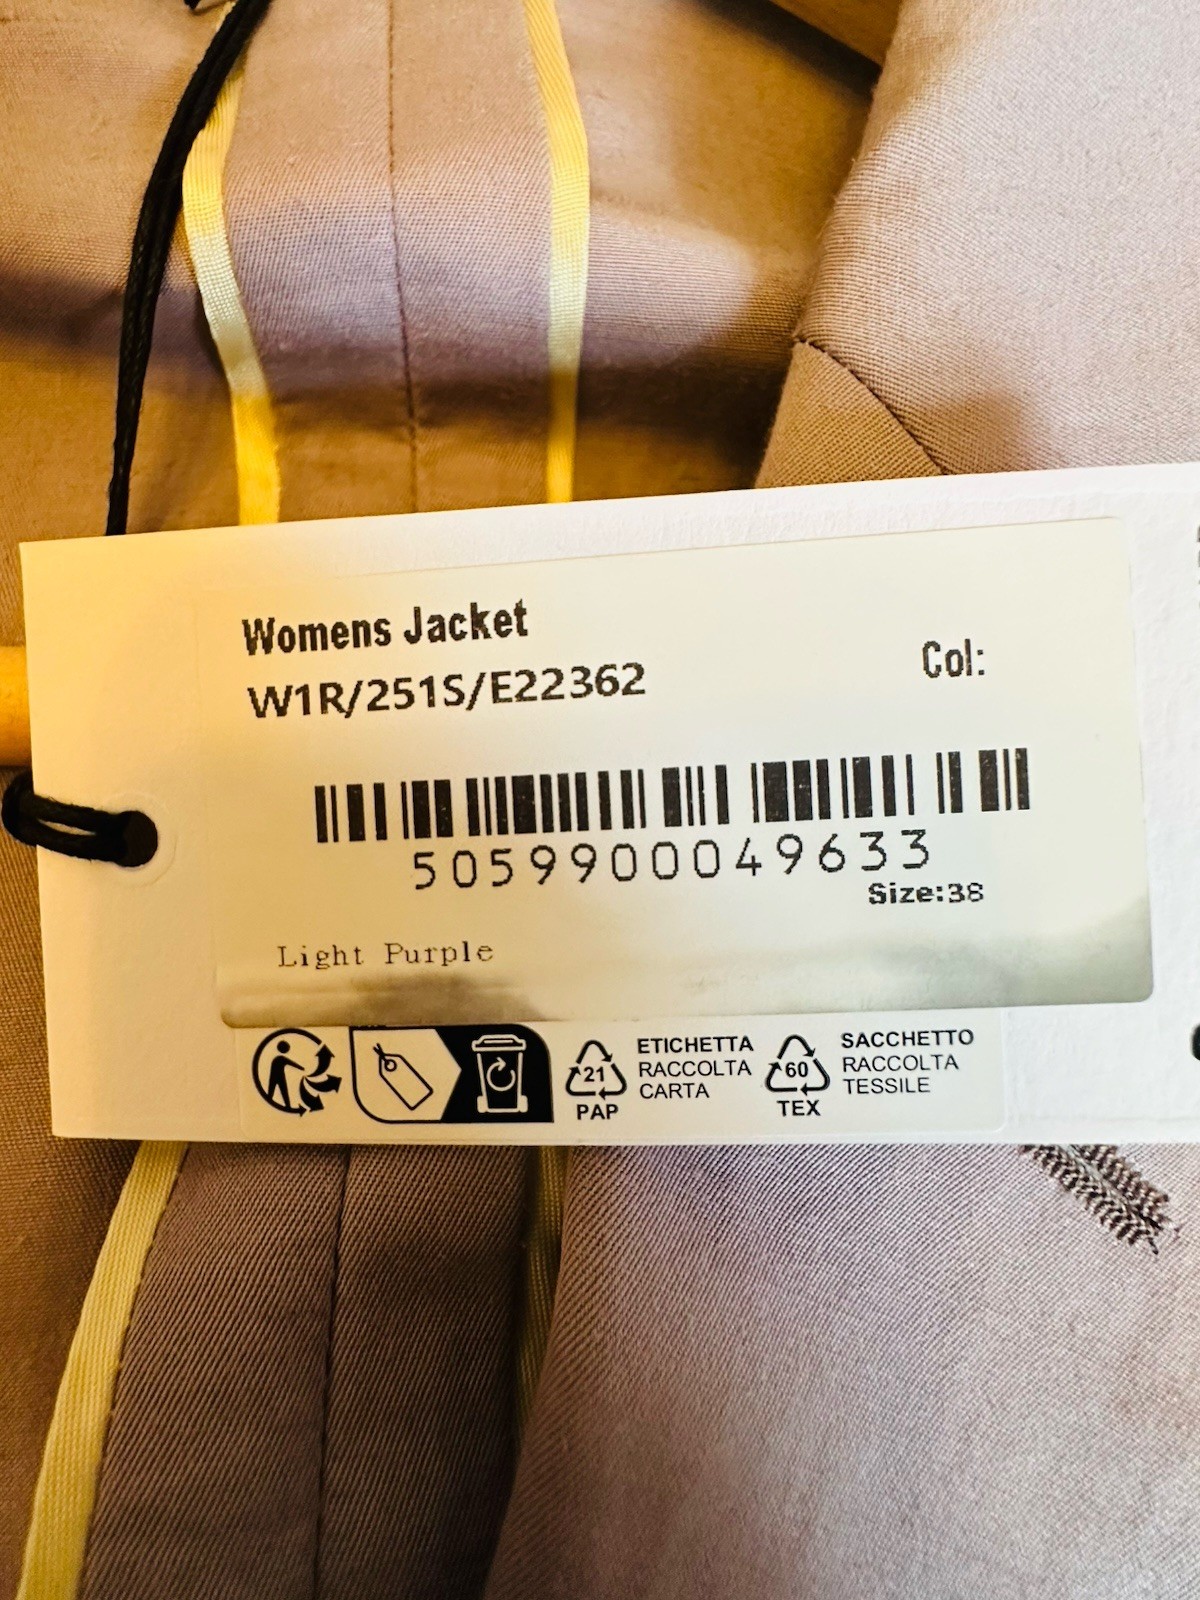 Womens Jacket
W1R/251S/E22362
Col:
5059900049633
Size:38
Light Purple
21
PAP
ETICHETTA
RACCOLTA
CARTA
60
TEX
SACCHETTO
RACCOLTA
TESSILE